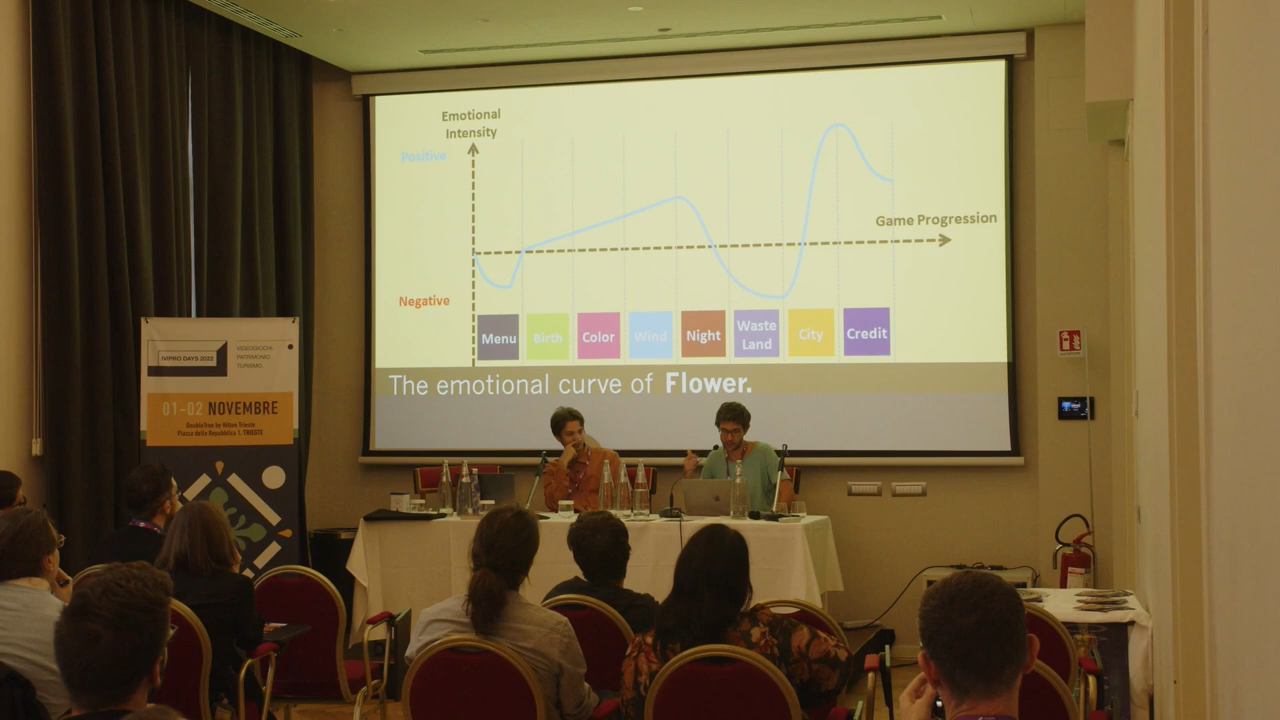 Emotional
Intensity
Positive
Game Progression
Negative
Menu
Birth
Color
Wind
Night
Waste
Land
City
Credit
The emotional curve of Flower.
IVIPRO DAYS 2022
VIDEOGIOCHI
PATRIMONIO
TURISMO
01-02 NOVEMBRE
DoubleTree by Hilton Trieste
Piazza della Repubblica 1, TRIESTE